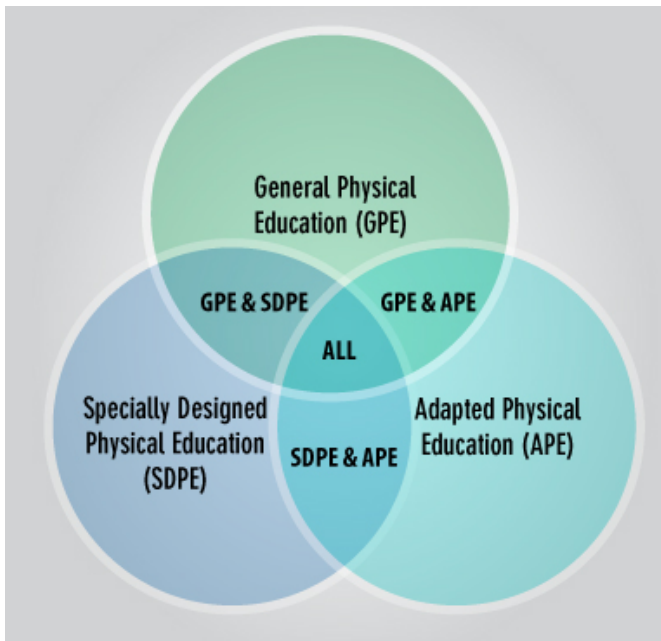 General Physical
Education (GPE)
GPE & SDPE
GPE & APE
ALL
Specially Designed
Physical Education
(SDPE)
SDPE & APE
Adapted Physical
Education (APE)